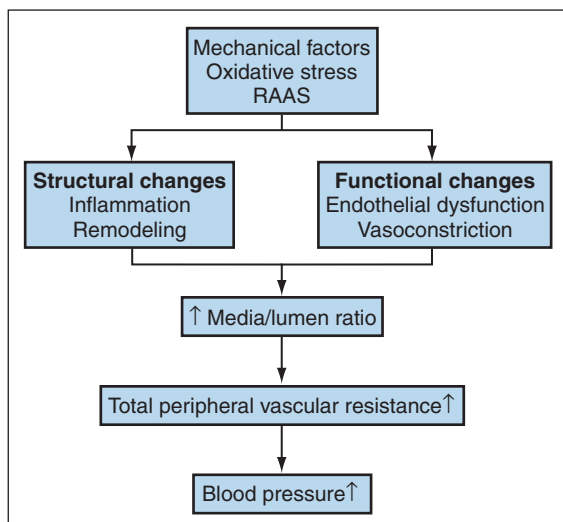 Mechanical factors
Oxidative stress
RAAS
Structural changes
Inflammation
Remodeling
Functional changes
Endothelial dysfunction
Vasoconstriction
↑ Media/lumen ratio
Total peripheral vascular resistance↑
Blood pressure↑